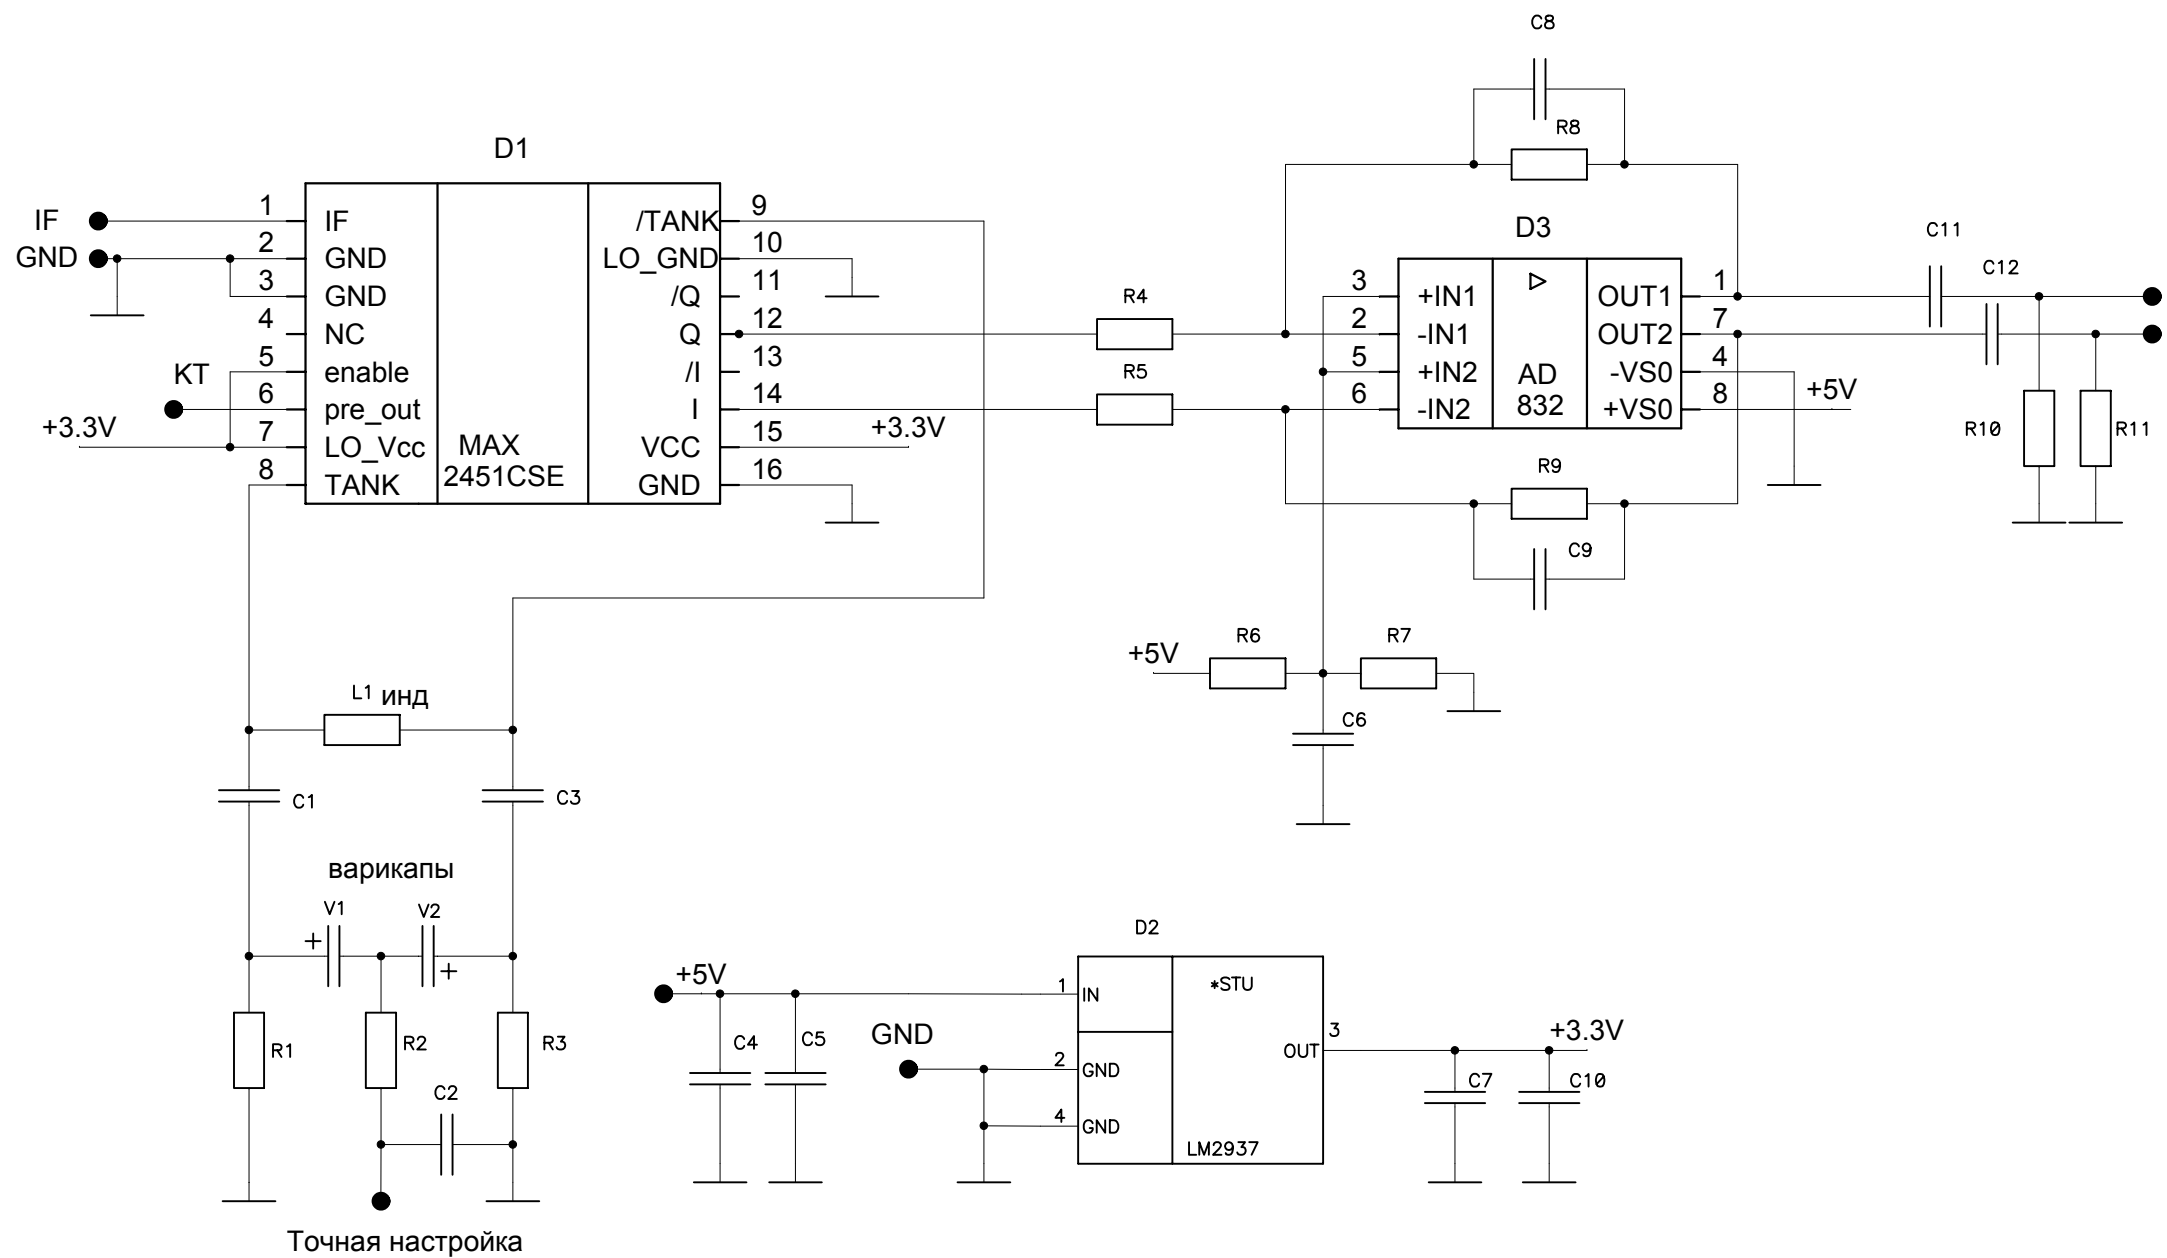 C8
R8
D1
IF
GND
KT
+3.3V
1
2
3
4
5
6
7
8
IF
GND
GND
NC
enable
pre_out
LO_Vcc
TANK
MAX
2451CSE
/TANK
LO_GND
/Q
Q
/I
I
VCC
GND
9
10
11
12
13
14
15
16
+3.3V
R4
R5
D3
3
2
5
6
+IN1
-IN1
+IN2
-IN2
AD
832
OUT1
OUT2
-VS0
+VS0
1
7
4
8
+5V
C11
C12
R10
R11
R9
C9
+5V
R6
R7
C6
L1 инд
C1
C3
варикапы
V1
V2
+
+
R1
R2
R3
C2
Точная настройка
+5V
C4
C5
GND
D2
1
2
4
IN
GND
GND
*STU
OUT
LM2937
3
+3.3V
C7
C10